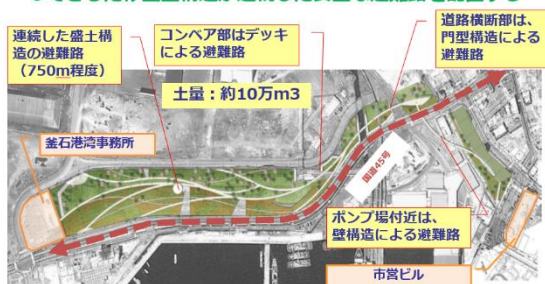 連続した盛土構
造の避難路
（750m程度）
コンベア部はデッキ
による避難路
道路横断部は、
門型構造による
避難路
土量：約10万m3
釜石港湾事務所
国道45号
ポンプ場付近は、
壁構造による避難路
市営ビル